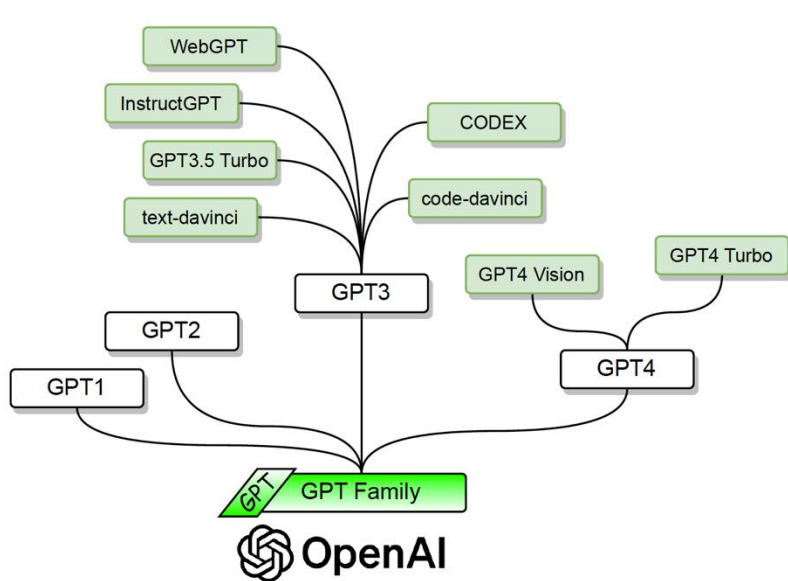 WebGPT
InstructGPT
CODEX
GPT3.5 Turbo
code-davinci
text-davinci
GPT4 Vision
GPT4 Turbo
GPT3
GPT2
GPT1
GPT4
GPT
GPT Family
OpenAI